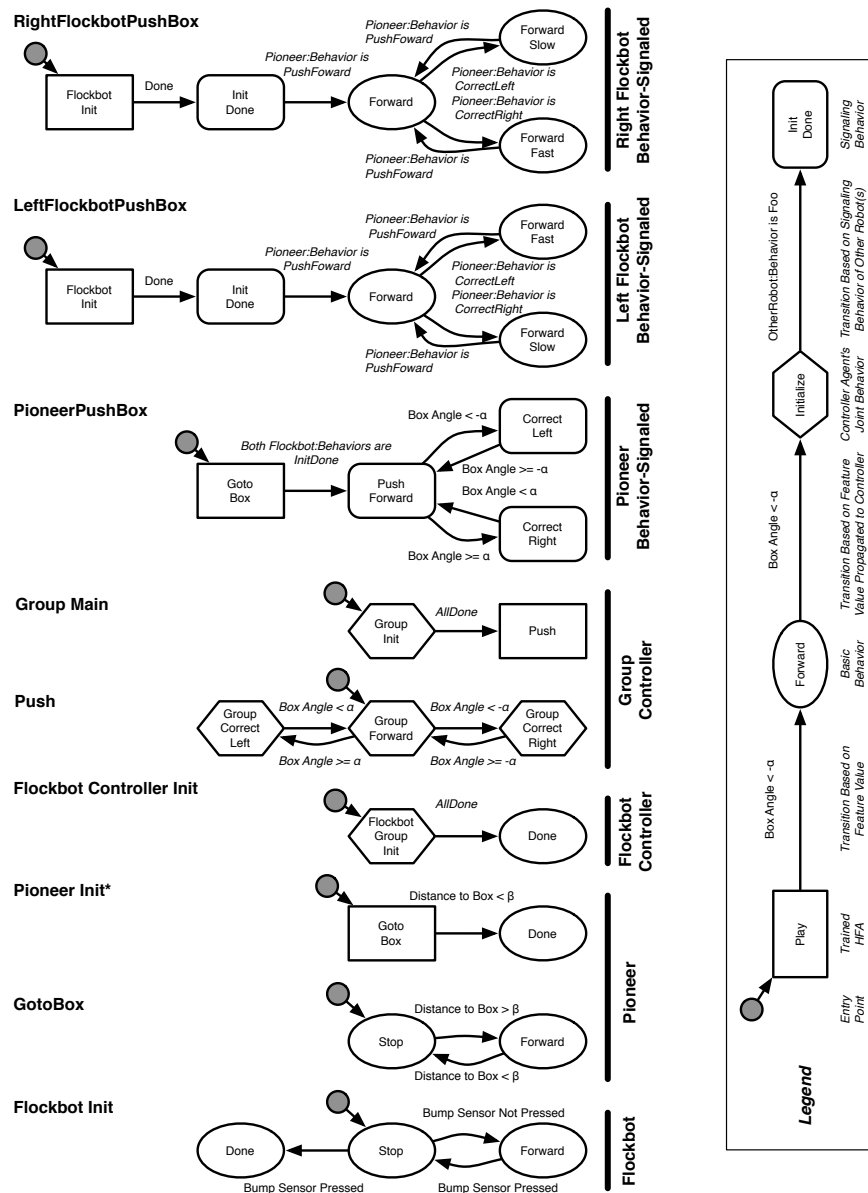 RightFlockbotPushBox
Flockbot
Init
Done
Init
Done
Pioneer:Behavior is
PushFoward
Forward
Pioneer:Behavior is
PushFoward
Forward
Slow
Pioneer:Behavior is
CorrectLeft
Pioneer:Behavior is
CorrectRight
Forward
Fast
Pioneer:Behavior is
PushFoward
Right Flockbot
Behavior-Signaled
LeftFlockbotPushBox
Flockbot
Init
Done
Init
Done
Pioneer:Behavior is
PushFoward
Forward
Pioneer:Behavior is
PushFoward
Forward
Fast
Pioneer:Behavior is
CorrectLeft
Pioneer:Behavior is
CorrectRight
Forward
Slow
Pioneer:Behavior is
PushFoward
Left Flockbot
Behavior-Signaled
PioneerPushBox
Goto
Box
Both Flockbot:Behaviors are
InitDone
Push
Forward
Box Angle < -α
Correct
Left
Box Angle >= -α
Box Angle < α
Correct
Right
Box Angle >= α
Pioneer
Behavior-Signaled
Group Main
Group
Init
AllDone
Push
Push
Group
Correct
Left
Box Angle < α
Group
Forward
Box Angle < -α
Group
Correct
Right
Box Angle >= α
Box Angle >= -α
Group
Controller
Flockbot Controller Init
Flockbot
Group
Init
AllDone
Done
Flockbot
Controller
Pioneer Init*
Goto
Box
Distance to Box < β
Done
GotoBox
Stop
Distance to Box > β
Forward
Distance to Box < β
Pioneer
Flockbot Init
Done
Stop
Bump Sensor Not Pressed
Forward
Bump Sensor Pressed
Bump Sensor Pressed
Flockbot
Legend
Entry
Point
Play
Trained
HFA
Box Angle < -α
Transition Based on
Feature Value
Forward
Basic
Behavior
Box Angle < -α
Transition Based on Feature
Value Propagated to Controller
Initialize
Controller Agent's
Joint Behavior
OtherRobot:Behavior is Foo
Transition Based on Signaling
Behavior of Other Robot(s)
Init
Done
Signaling
Behavior